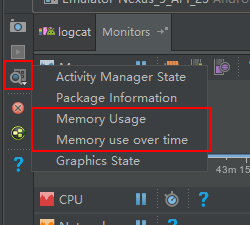 Emulator Nexus_5_API_23
logcat
Monitors
Activity Manager State
Package Information
Memory Usage
Memory use over time
Graphics State
43m
CPU